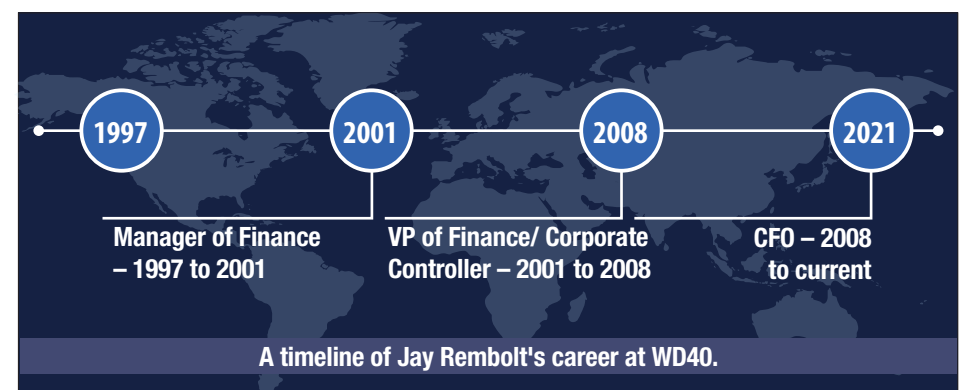 1997
2001
2008
2021
Manager of Finance
– 1997 to 2001
VP of Finance/ Corporate
Controller – 2001 to 2008
CFO – 2008
to current
A timeline of Jay Rembolt's career at WD40.